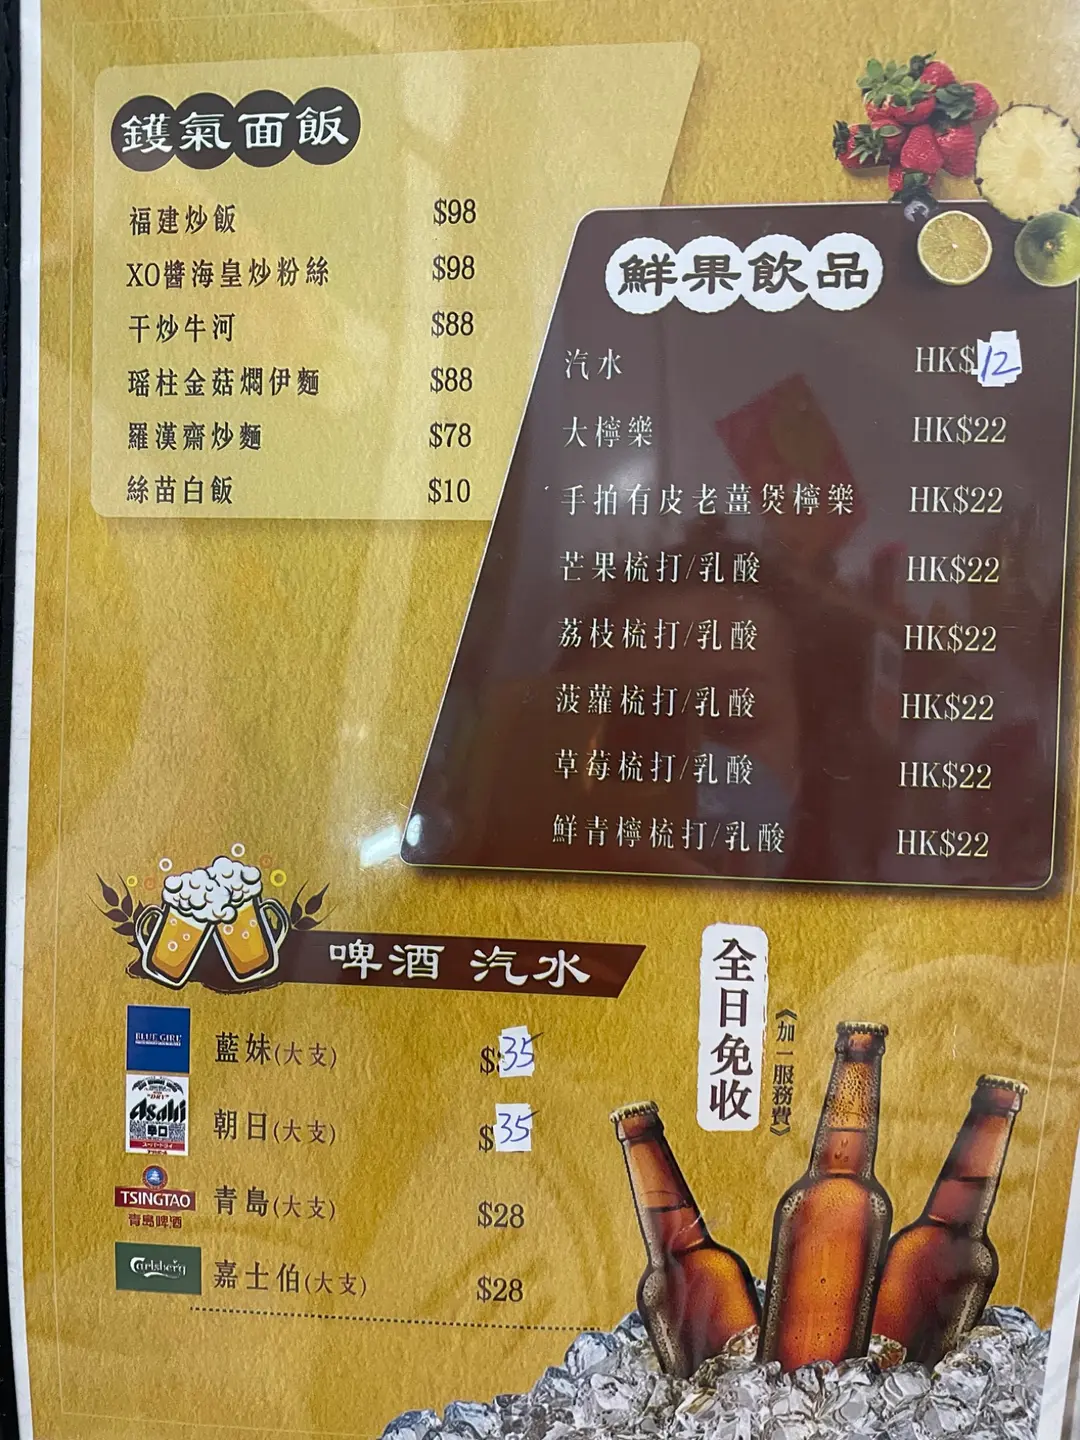 鑊氣面飯
福建炒飯 $98
XO醬海皇炒粉絲 $98
干炒牛河 $88
瑶柱金菇燜伊麵 $88
羅漢齋炒麵 $78
絲苗白飯 $10
鮮果飲品
汽水 HK$12
大檸樂 HK$22
手拍有皮老薑煲檸樂 HK$22
芒果梳打/乳酸 HK$22
荔枝梳打/乳酸 HK$22
菠蘿梳打/乳酸 HK$22
草莓梳打/乳酸 HK$22
鮮青檸梳打/乳酸 HK$22
啤酒 汽水
全日免收
《加一服務費》
BLUE GIRL
藍妹(大支) $35
Asahi
辛口
朝日(大支) $35
TSINGTAO
青島啤酒
青島(大支) $28
Carlsberg
嘉士伯(大支) $28